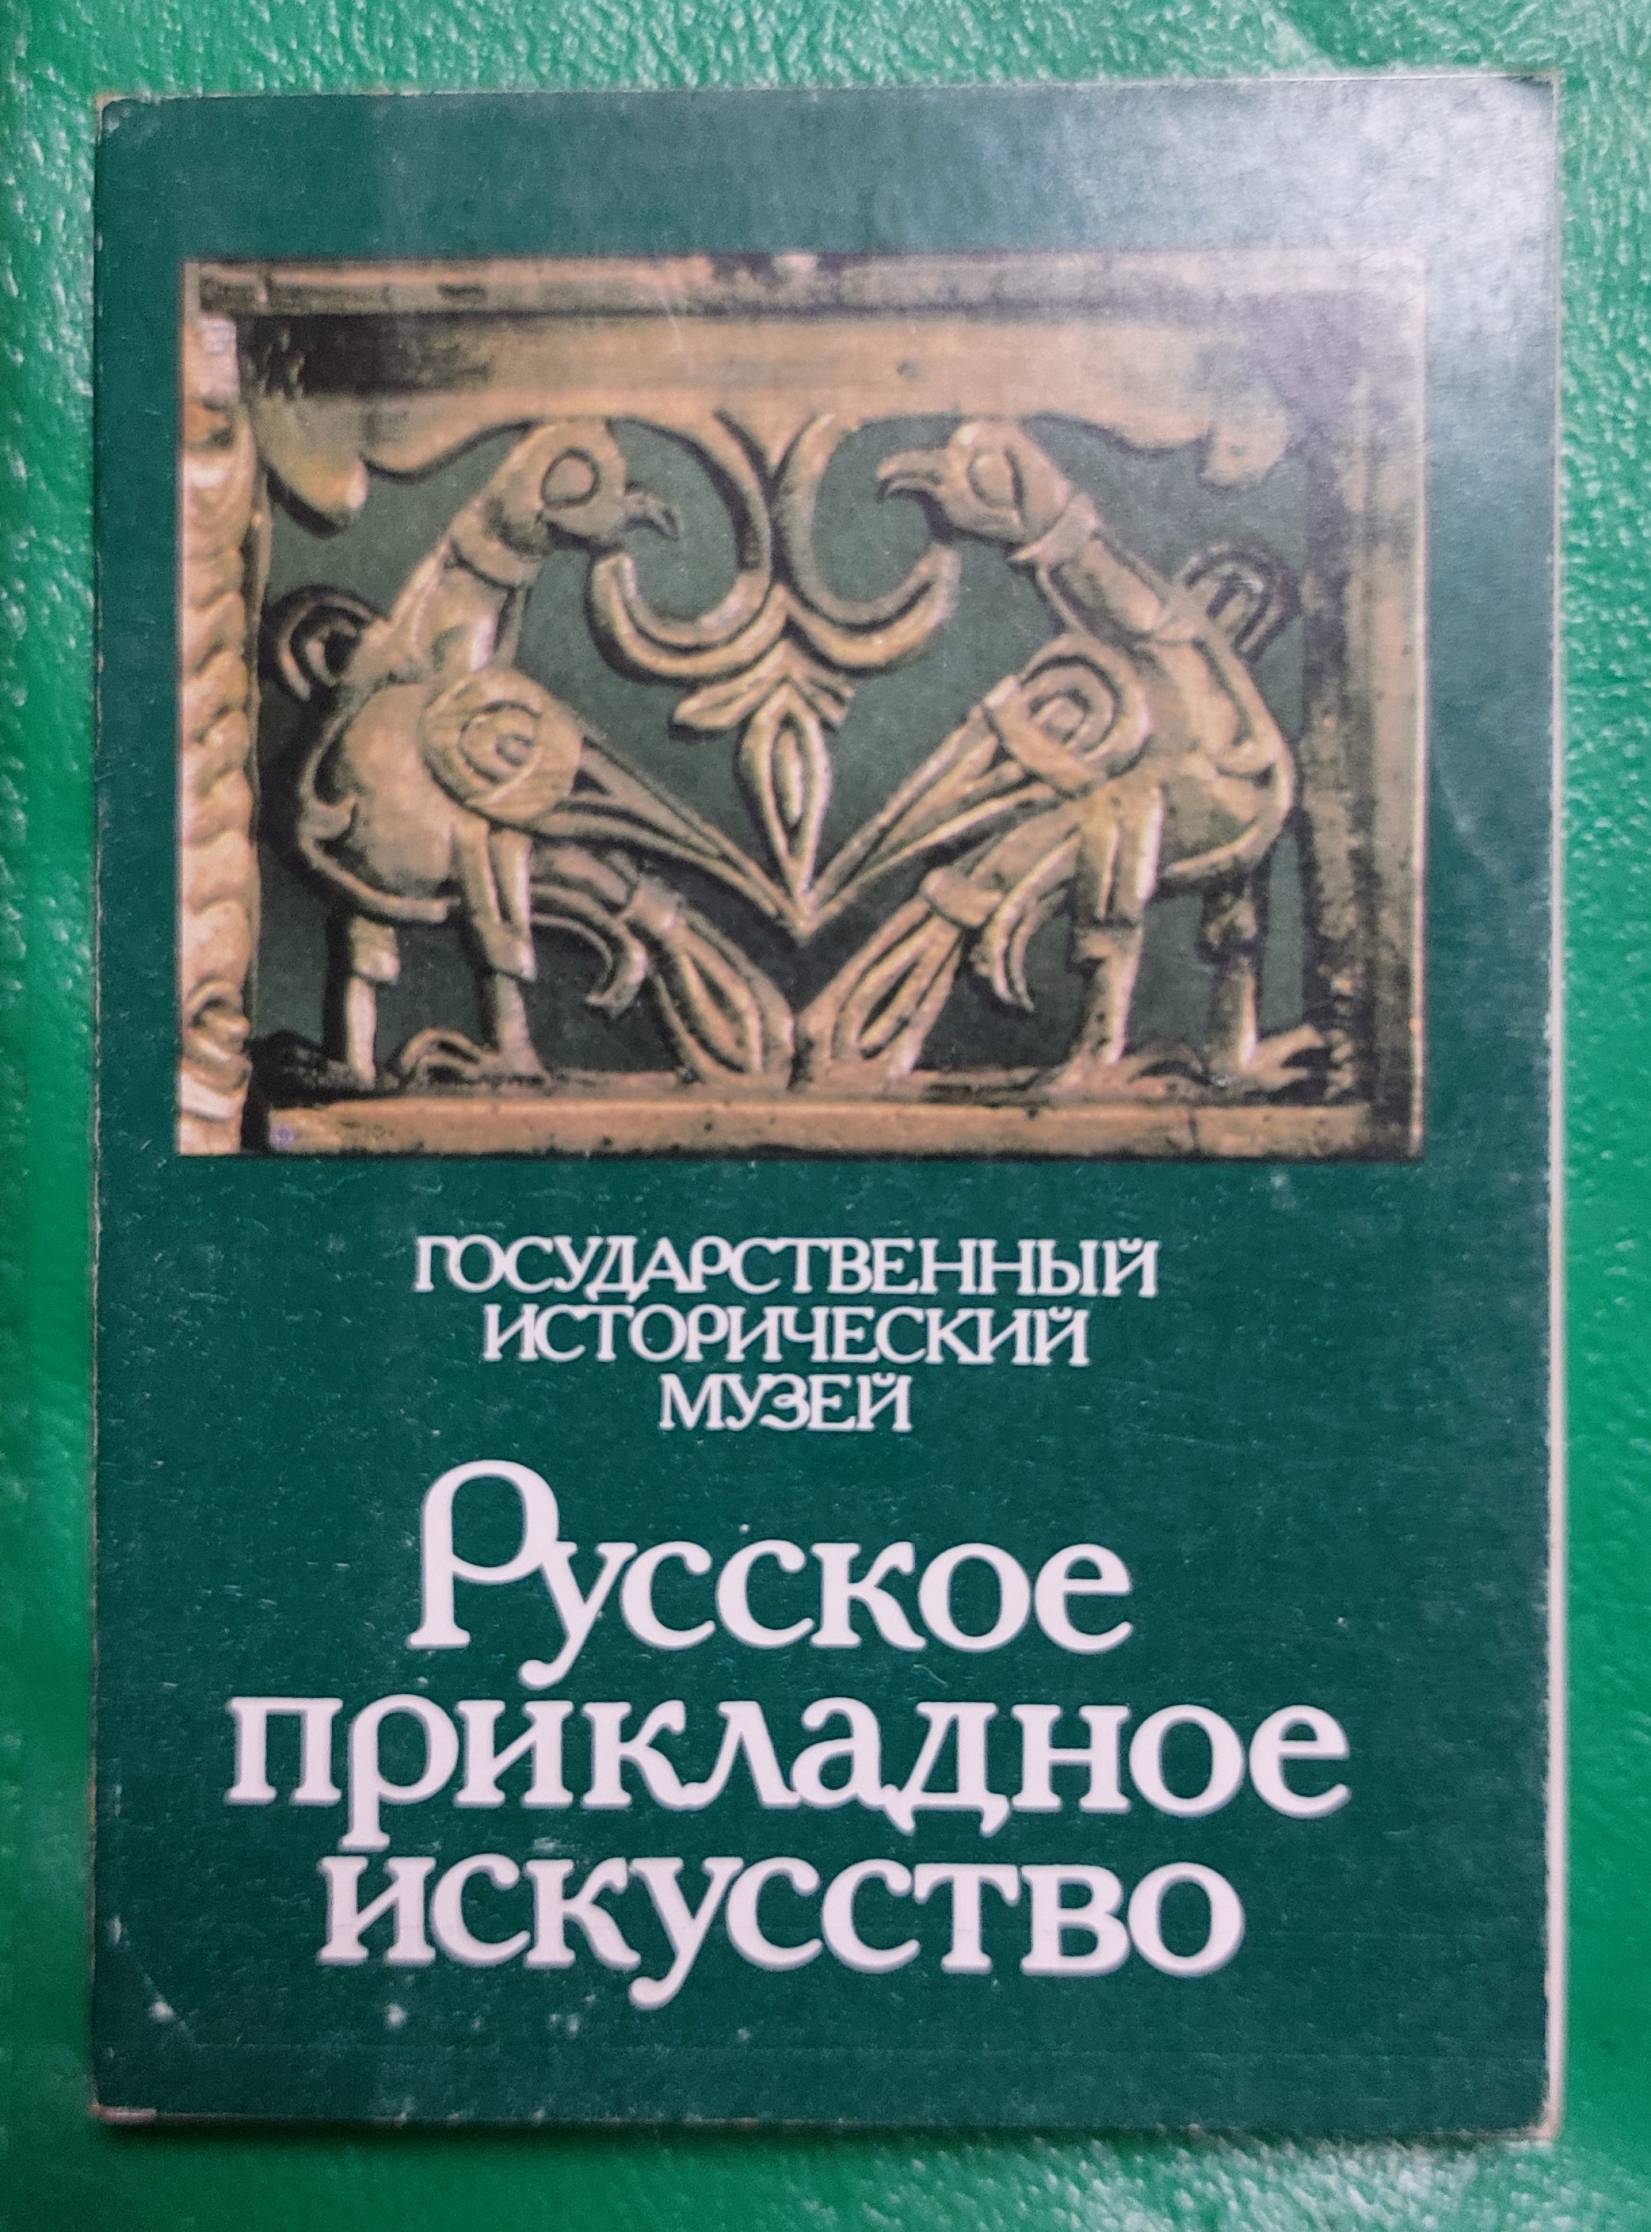 ГОСУДАРСТВЕННЫЙ
ИСТОРИЧЕСКИЙ
МУЗЕЙ
Русское
прикладное
искусство